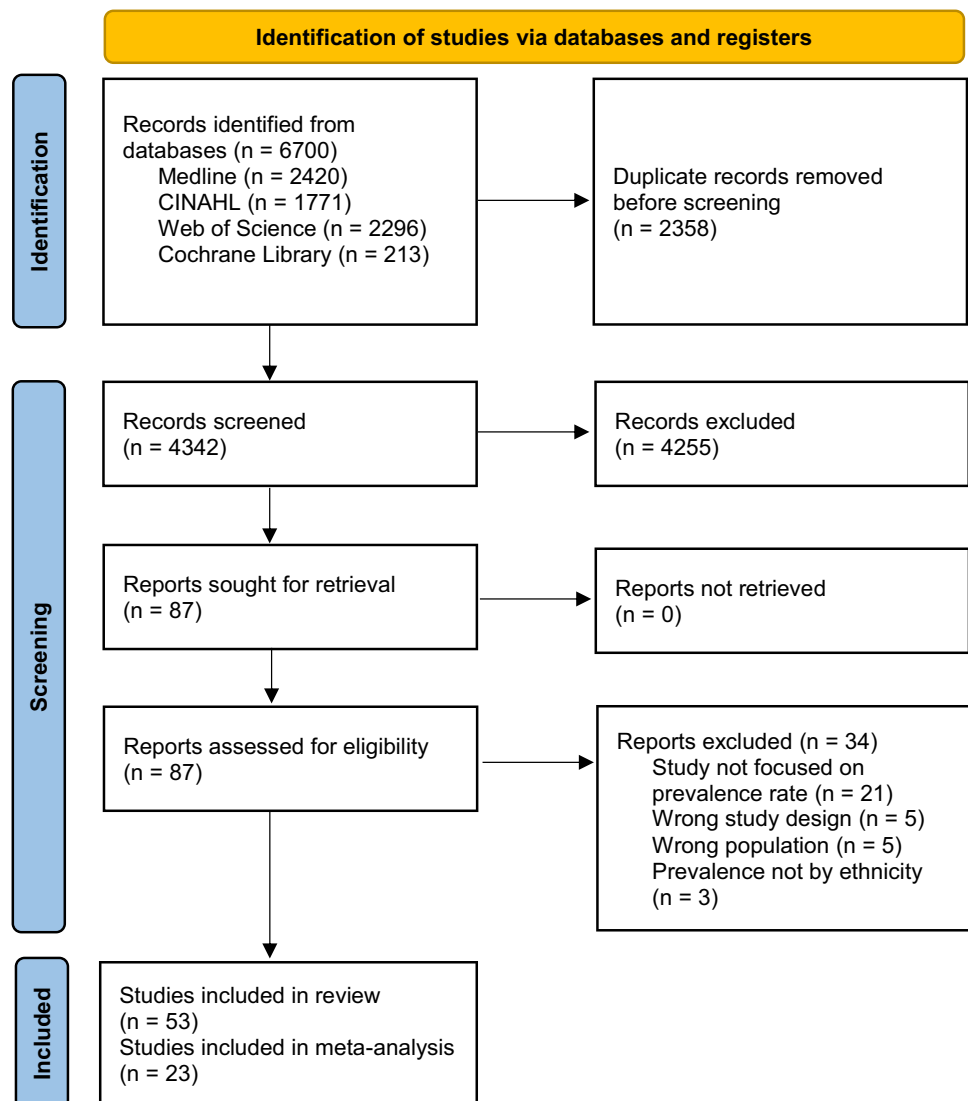 Identification of studies via databases and registers
Identification
Records identified from
databases (n = 6700)
Medline (n = 2420)
CINAHL (n = 1771)
Web of Science (n = 2296)
Cochrane Library (n = 213)
Duplicate records removed
before screening
(n = 2358)
Screening
Records screened
(n = 4342)
Records excluded
(n = 4255)
Reports sought for retrieval
(n = 87)
Reports not retrieved
(n = 0)
Reports assessed for eligibility
(n = 87)
Reports excluded (n = 34)
Study not focused on
prevalence rate (n = 21)
Wrong study design (n = 5)
Wrong population (n = 5)
Prevalence not by ethnicity
(n = 3)
Included
Studies included in review
(n = 53)
Studies included in meta-analysis
(n = 23)